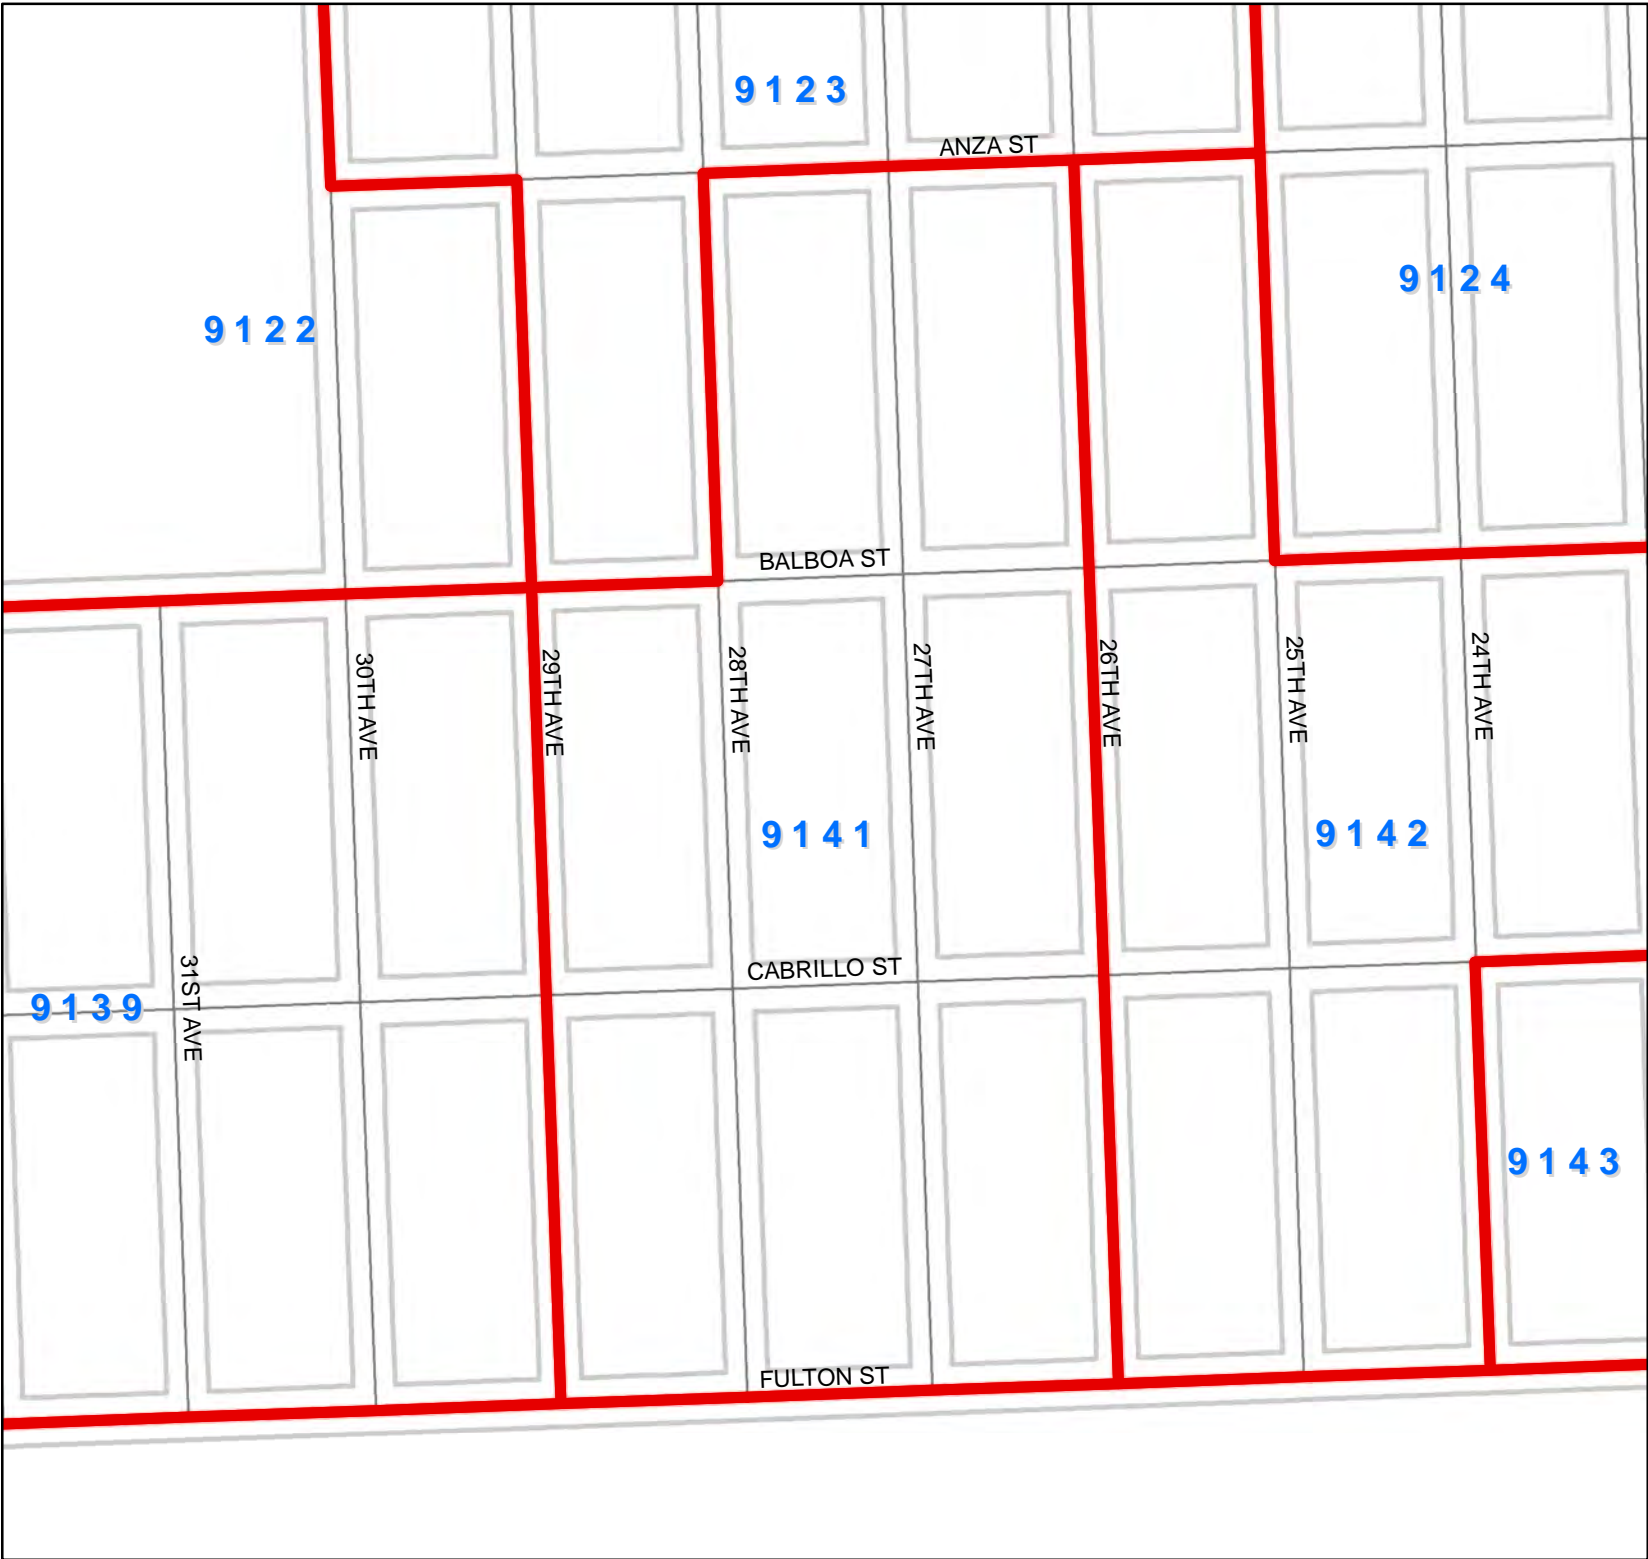 9123
ANZA ST
9124
9122
BALBOA ST
30TH AVE
29TH AVE
28TH AVE
27TH AVE
26TH AVE
25TH AVE
24TH AVE
9141
9142
CABRILLO ST
31ST AVE
9139
9143
FULTON ST